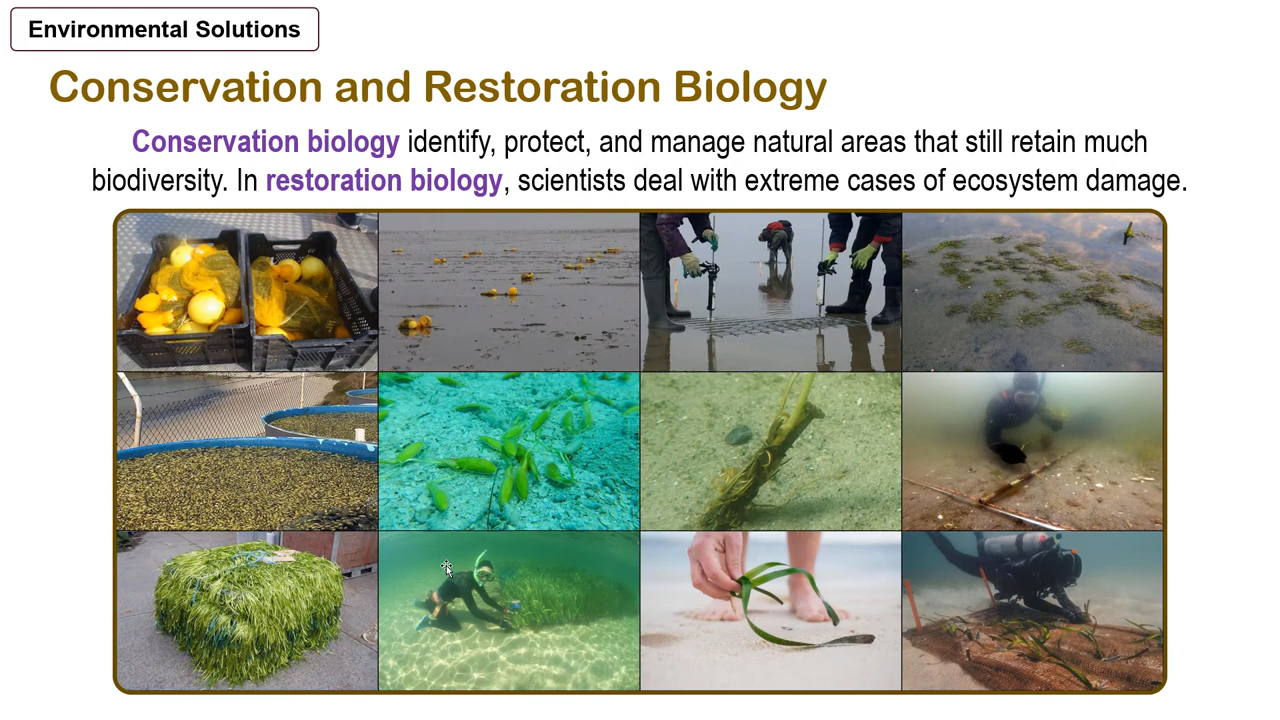 Environmental Solutions
Conservation and Restoration Biology
Conservation biology identify, protect, and manage natural areas that still retain much
biodiversity. In restoration biology, scientists deal with extreme cases of ecosystem damage.